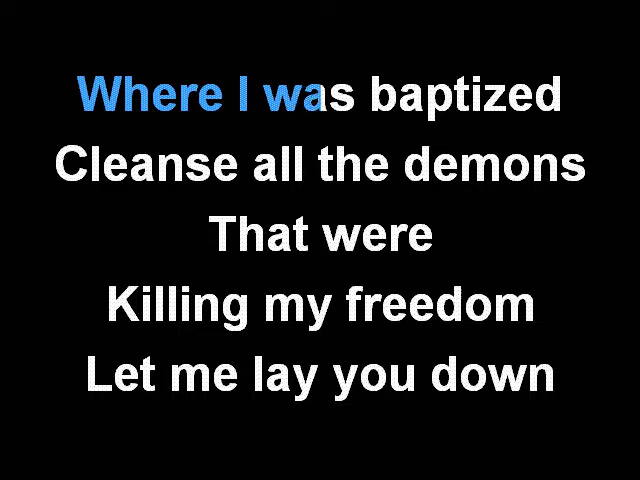 Where I was baptized
Cleanse all the demons
That were
Killing my freedom
Let me lay you down